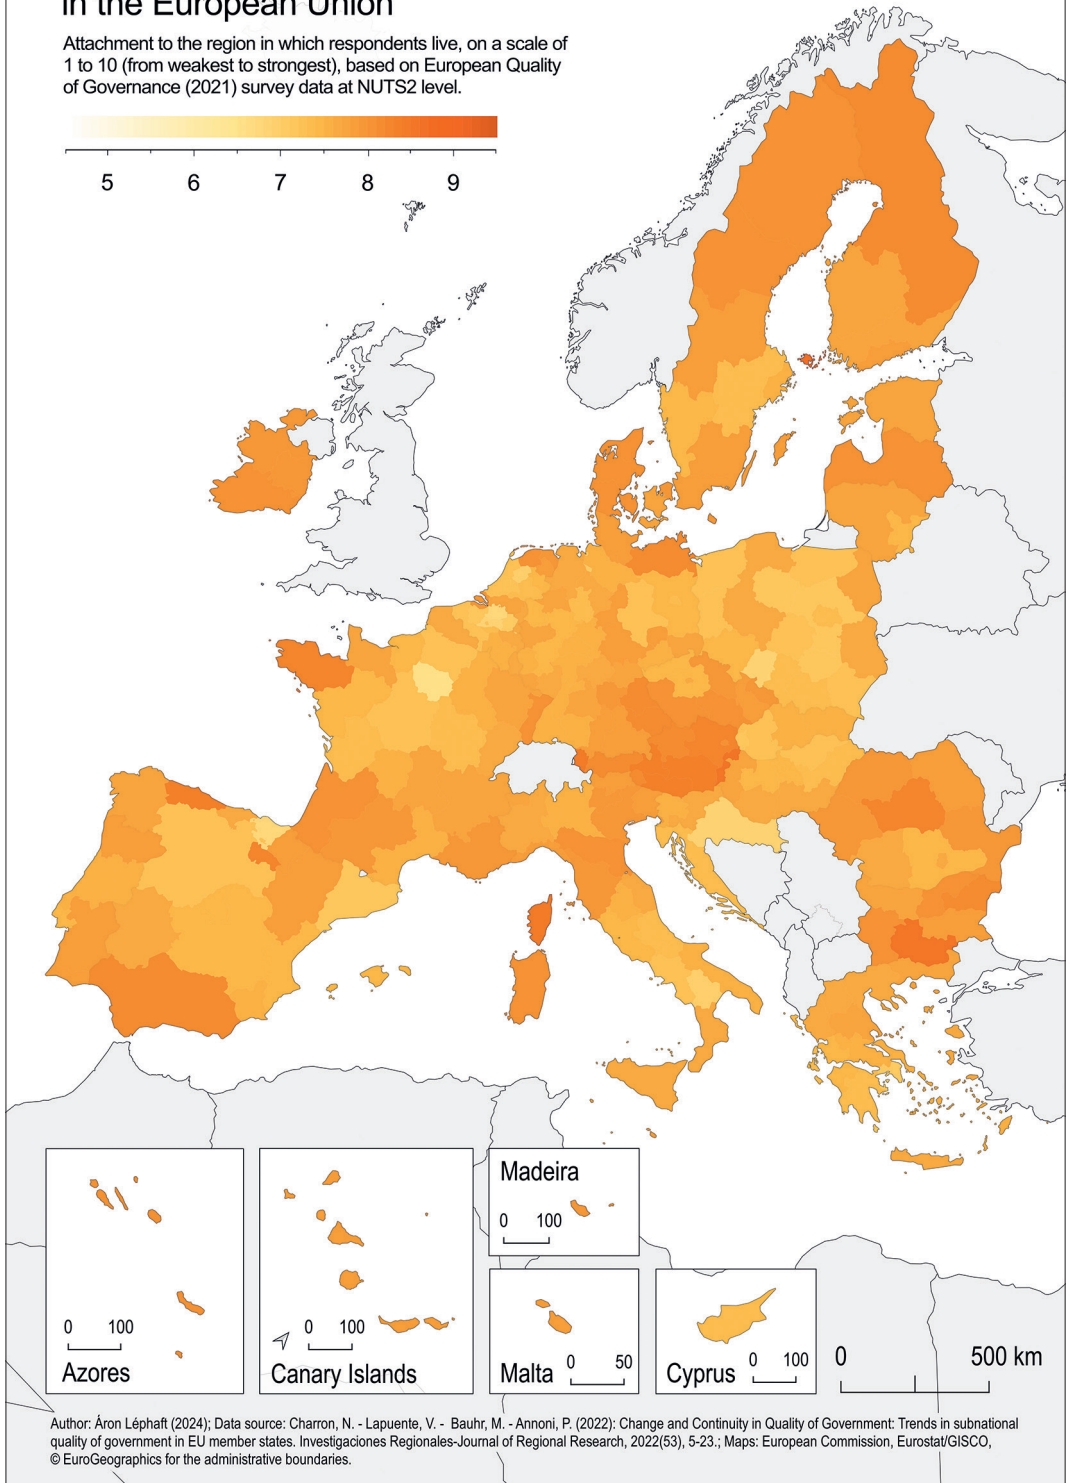 in the European Union
Attachment to the region in which respondents live, on a scale of
1 to 10 (from weakest to strongest), based on European Quality
of Governance (2021) survey data at NUTS2 level.
5 6 7 8 9
Madeira
0 100
0 100
Azores
0 100
Canary Islands
Malta 0 50
Cyprus 0 100
0 500 km
Author: Áron Léphaft (2024); Data source: Charron, N. - Lapuente, V. - Bauhr, M. - Annoni, P. (2022): Change and Continuity in Quality of Government: Trends in subnational
quality of government in EU member states. Investigaciones Regionales-Journal of Regional Research, 2022(53), 5-23.; Maps: European Commission, Eurostat/GISCO,
© EuroGeographics for the administrative boundaries.